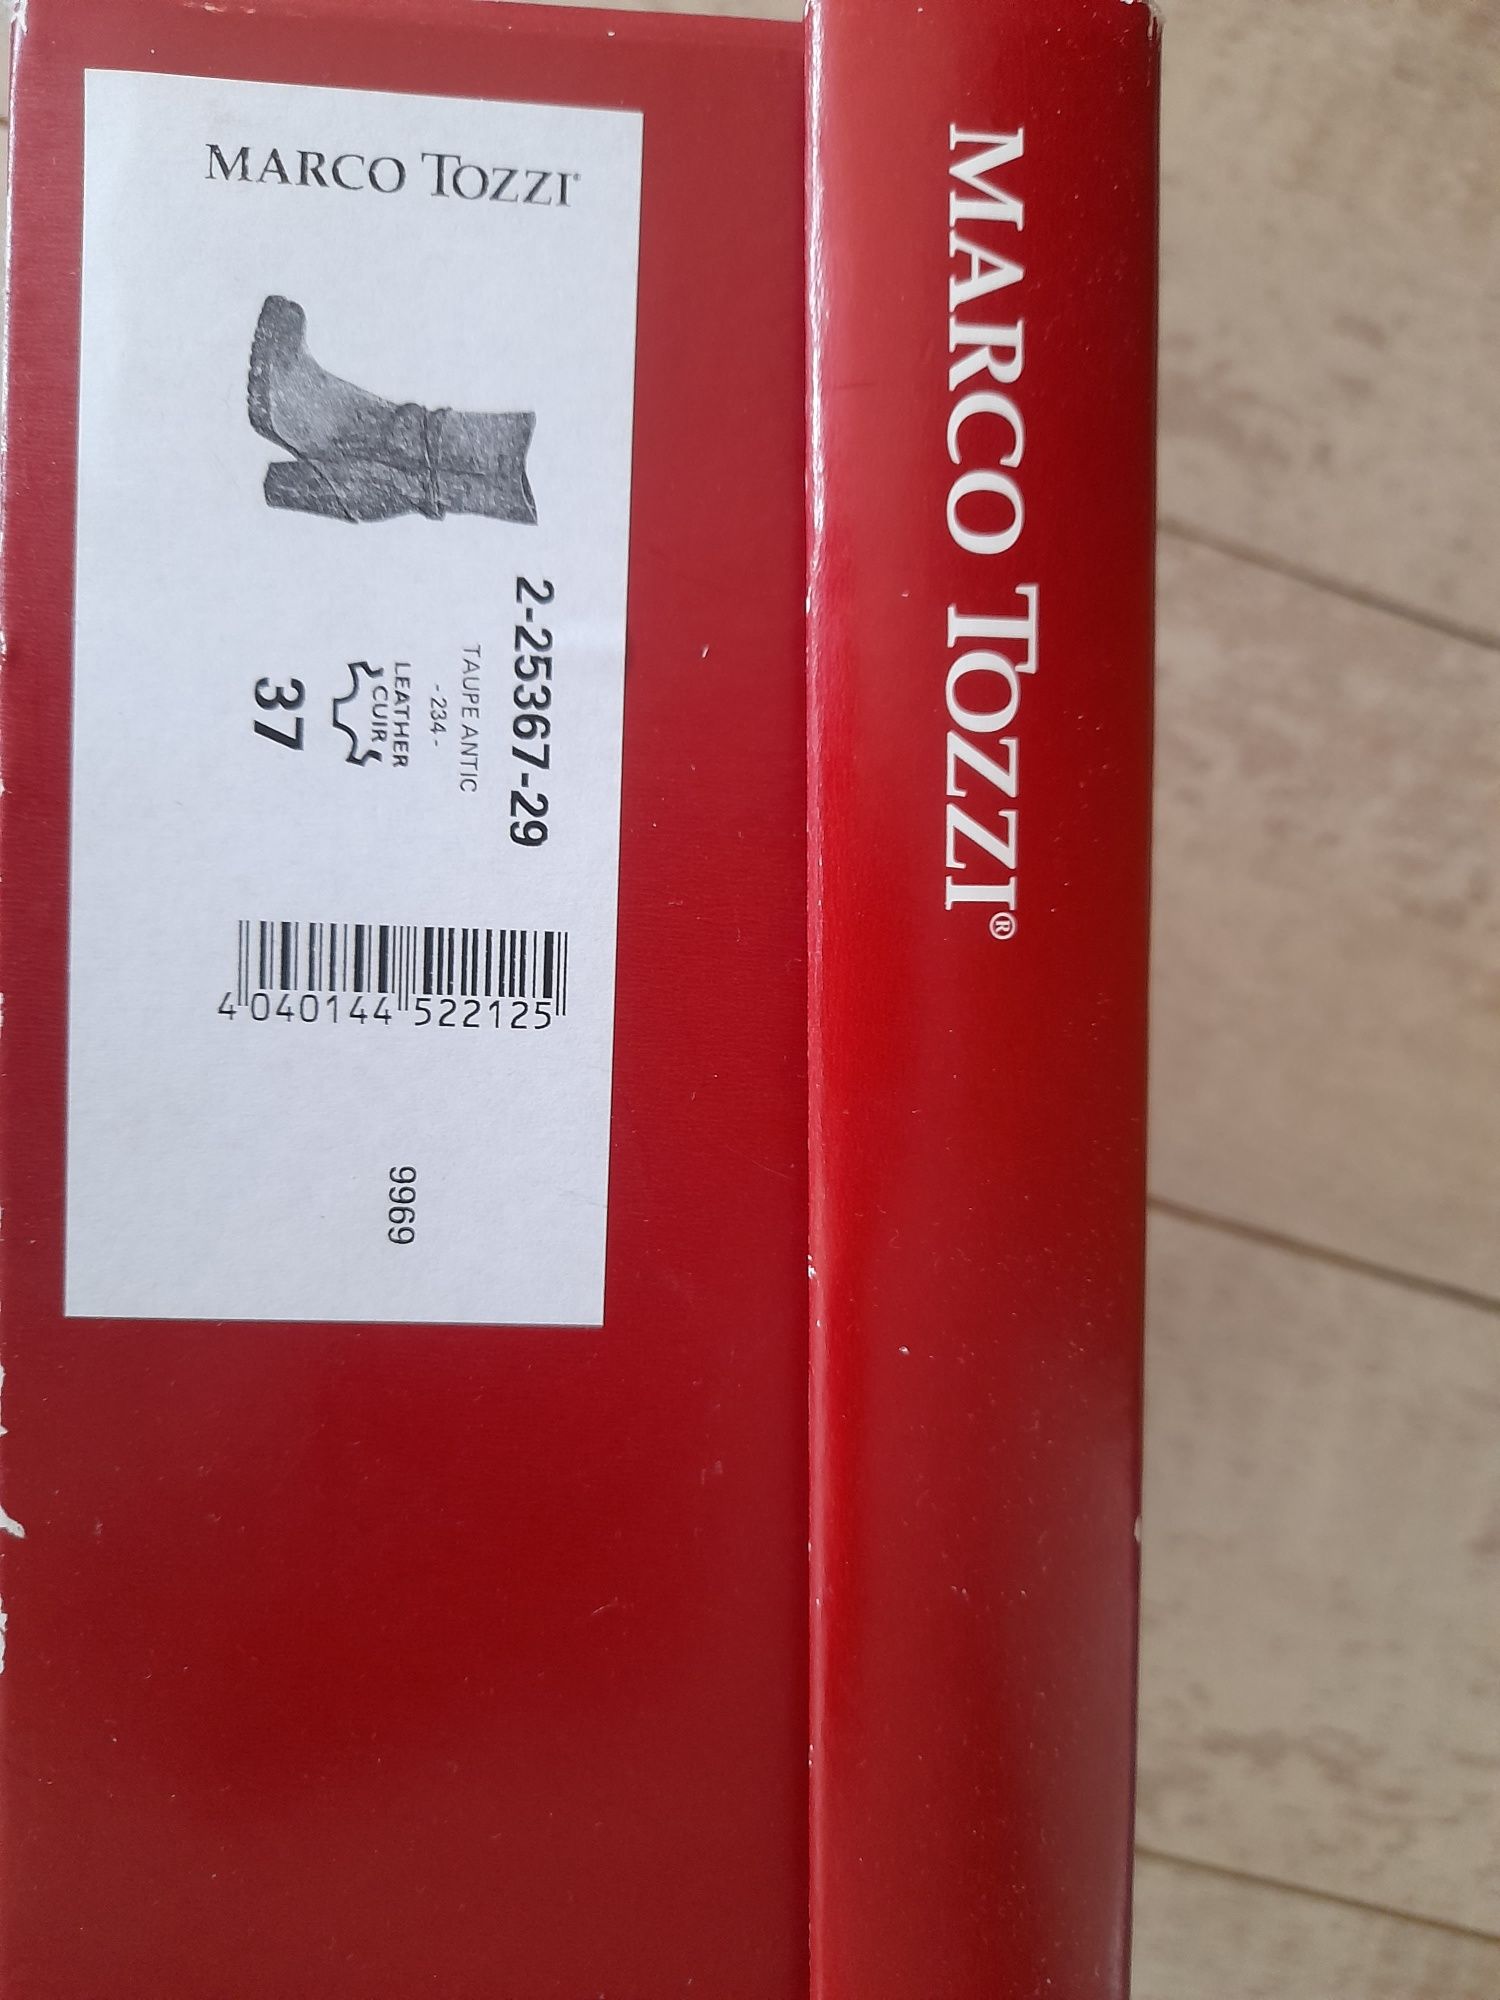 MARCO TOZZI
2-25367-29
TAUPE ANTIC
-234-
LEATHER
CUIR
37
4 040144 522125
9969
MARCO TOZZI®